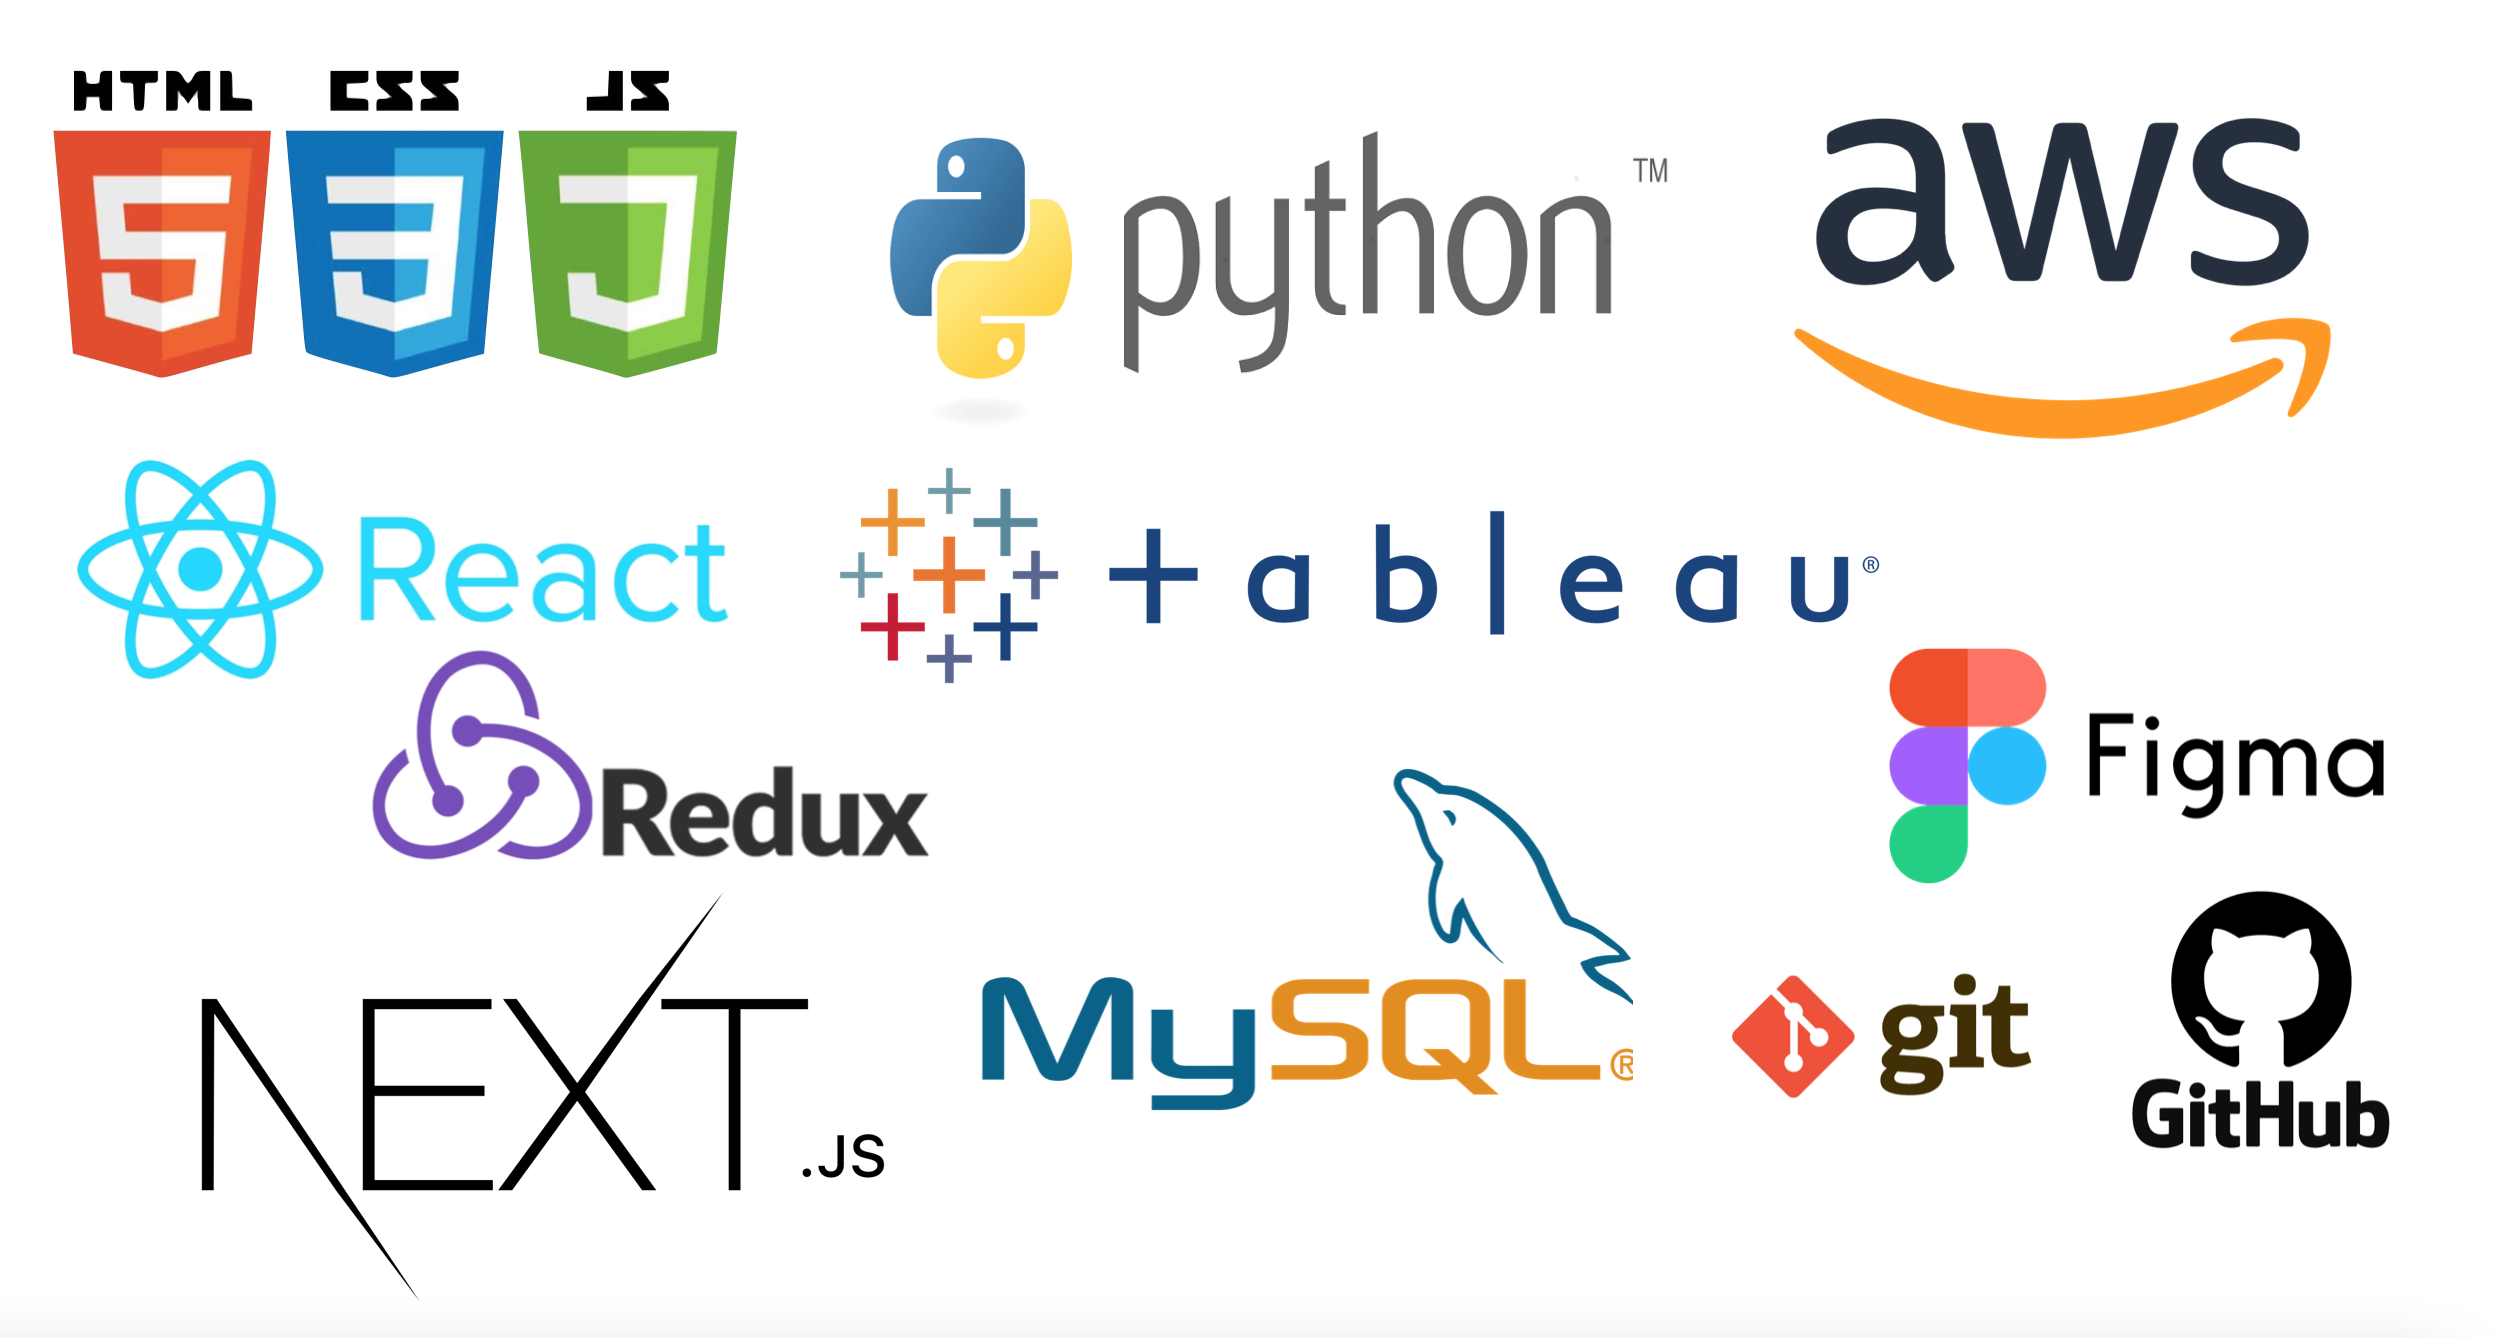 HTML CSS JS
python™
aws
React
tableau®
Redux
Figma
NEXT.JS
MySQL®
git
GitHub